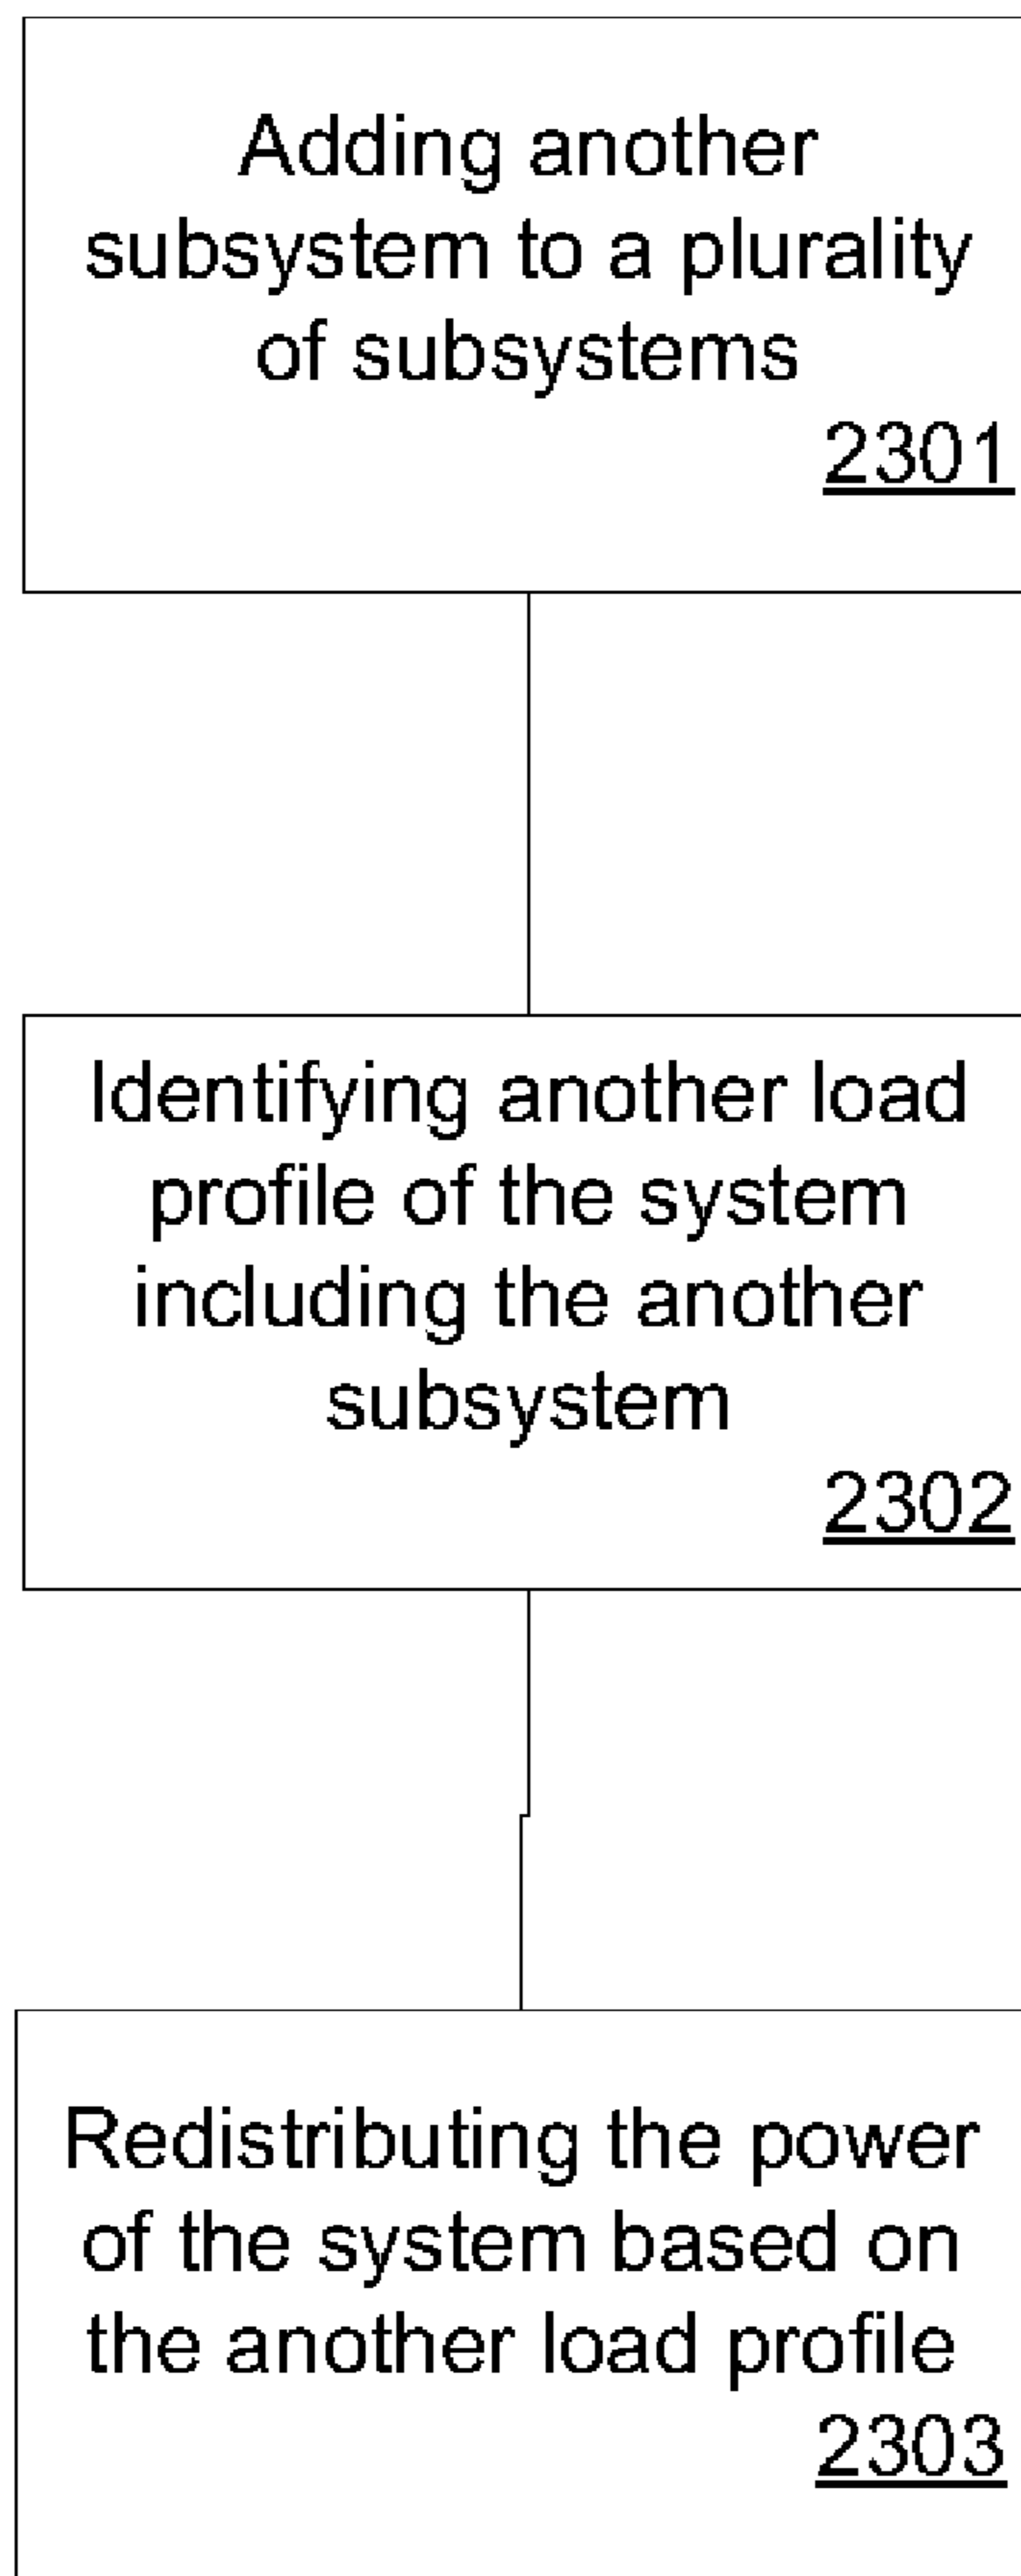 Adding another
subsystem to a plurality
of subsystems
2301
Identifying another load
profile of the system
including the another
subsystem
2302
Redistributing the power
of the system based on
the another load profile
2303